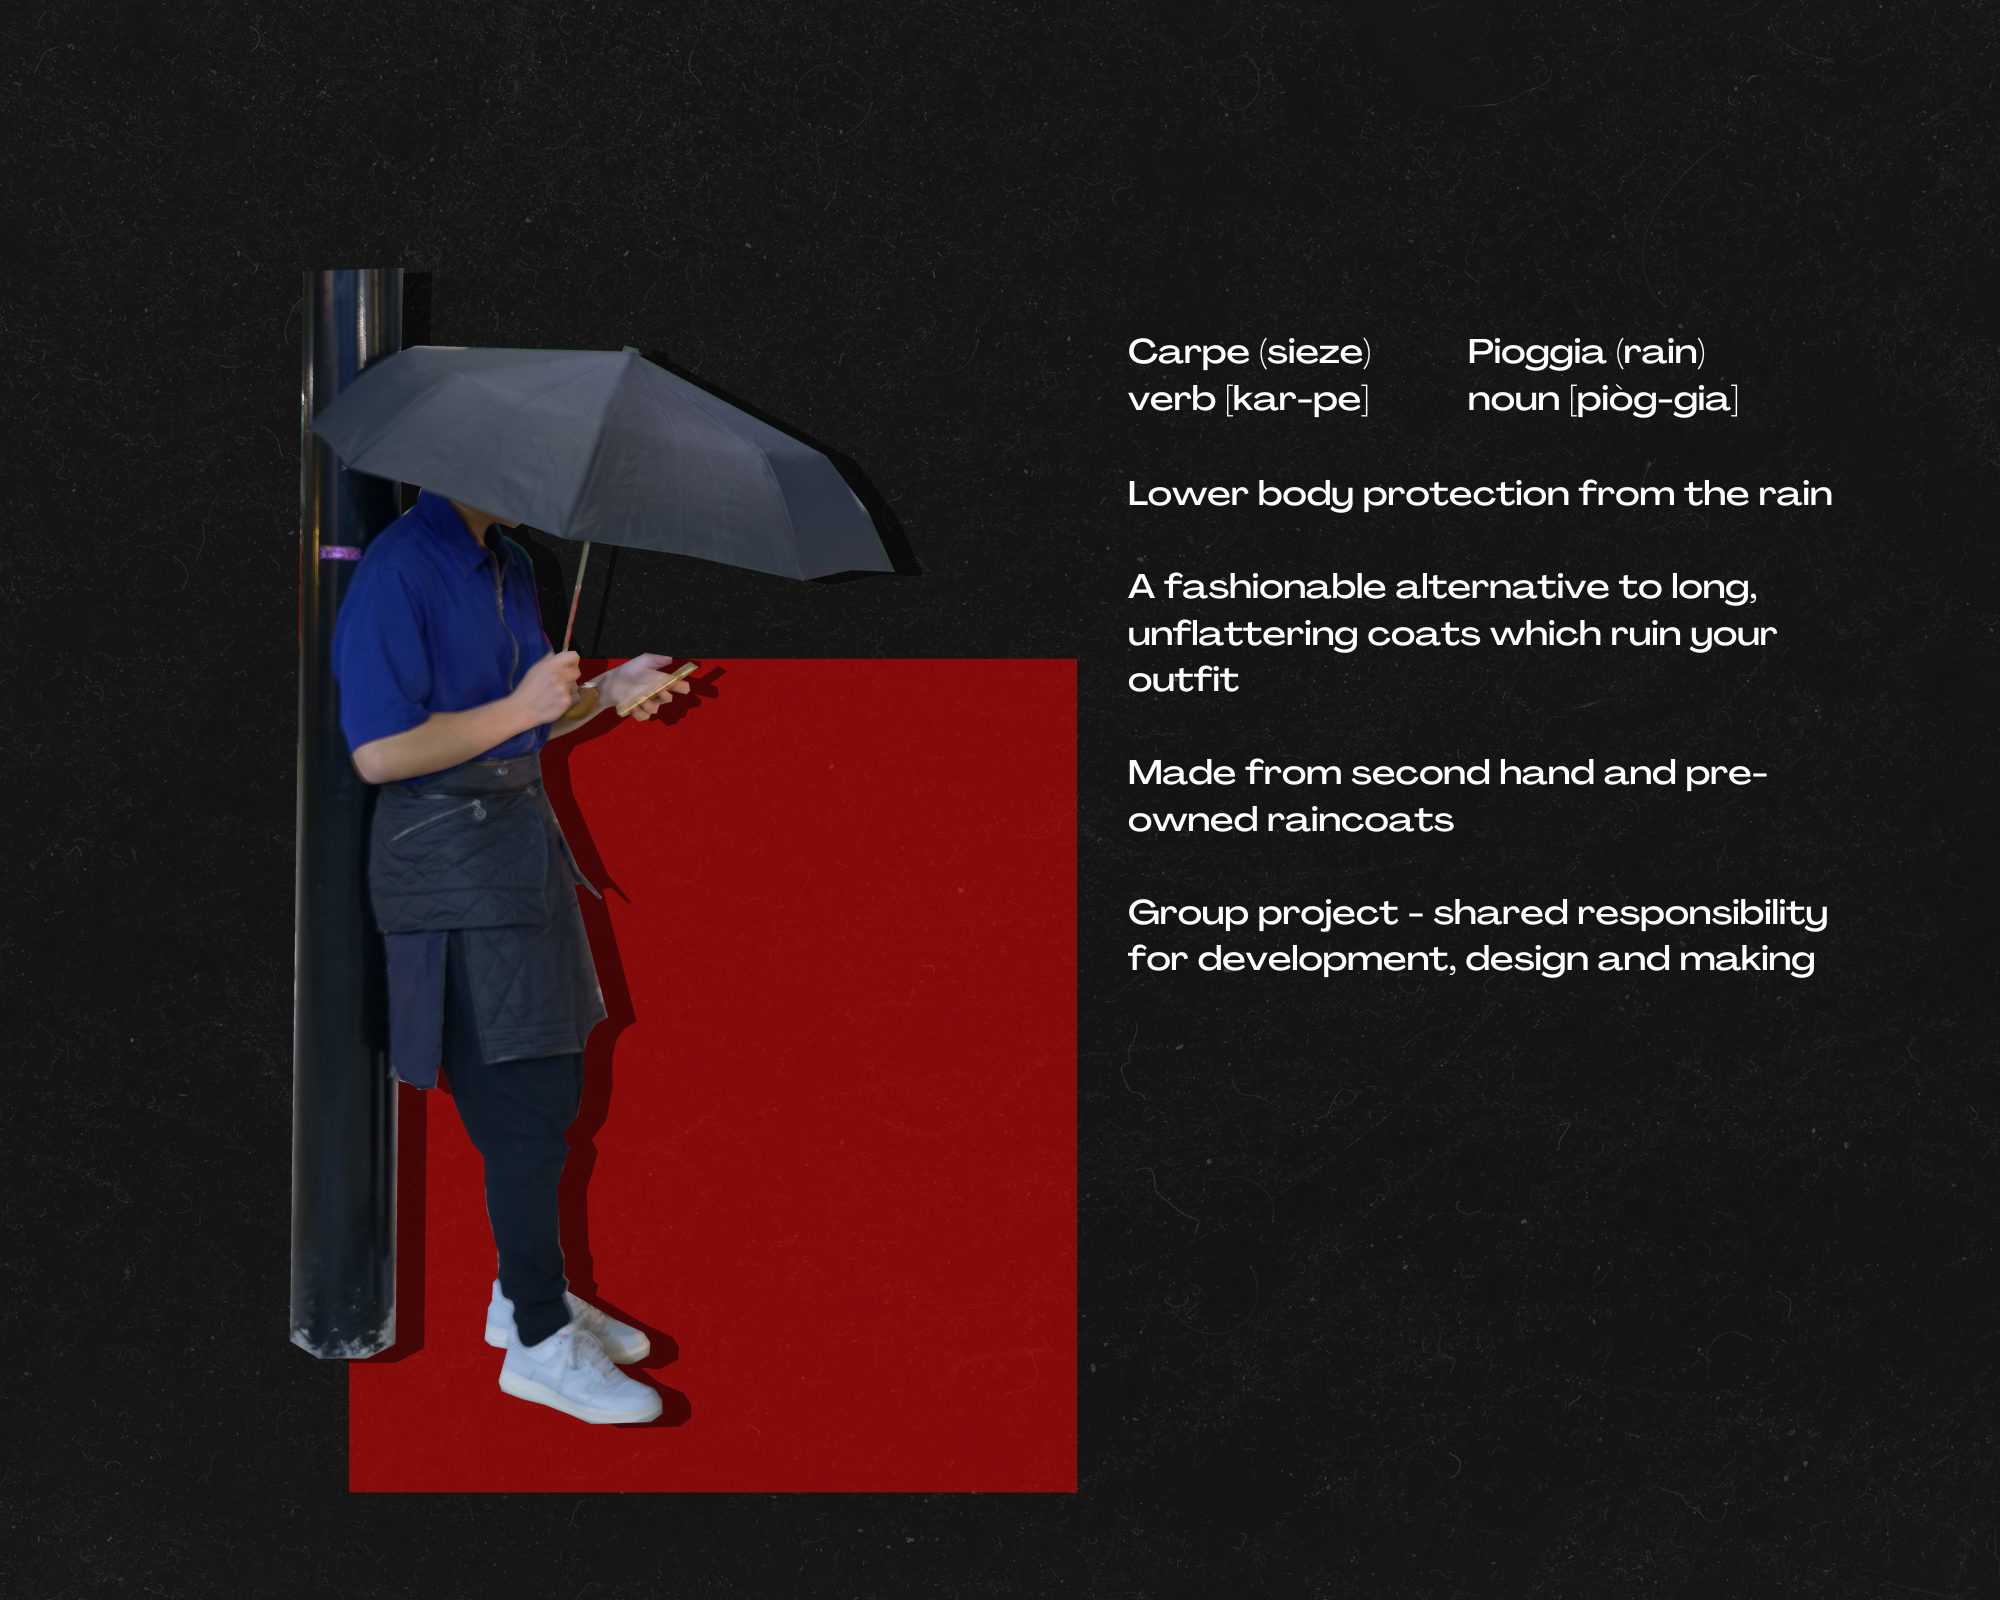 Carpe (sieze)
verb [kar-pe]
Pioggia (rain)
noun [piòg-gia]
Lower body protection from the rain
A fashionable alternative to long,
unflattering coats which ruin your
outfit
Made from second hand and pre-
owned raincoats
Group project - shared responsibility
for development, design and making